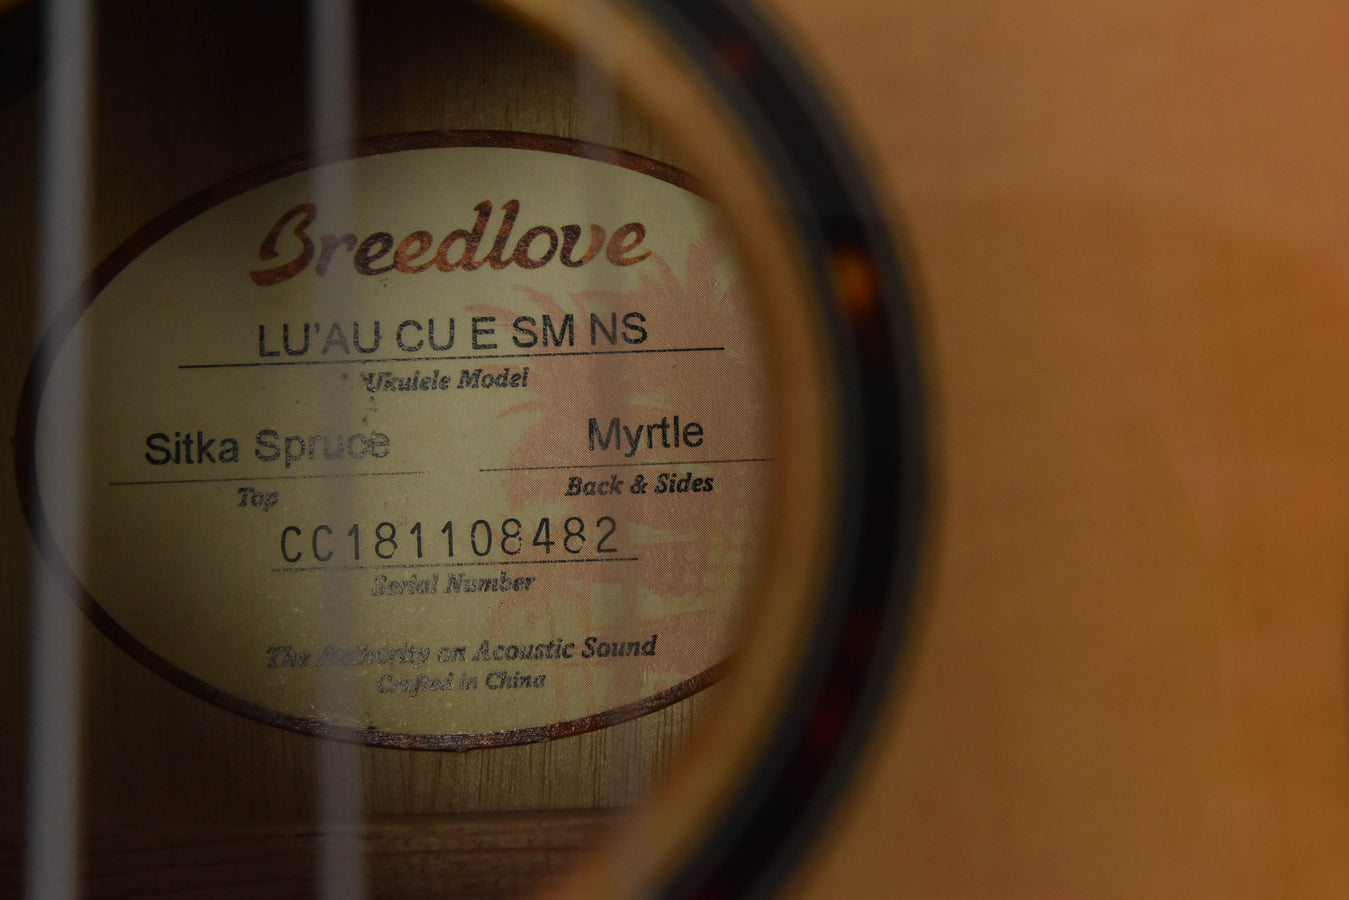 Breedlove
LU'AU CU E SM NS
Ukulele Model
Sitka Spruce Myrtle
Top Back & Sides
CC181108482
Serial Number
The Authority on Acoustic Sound
Crafted in China